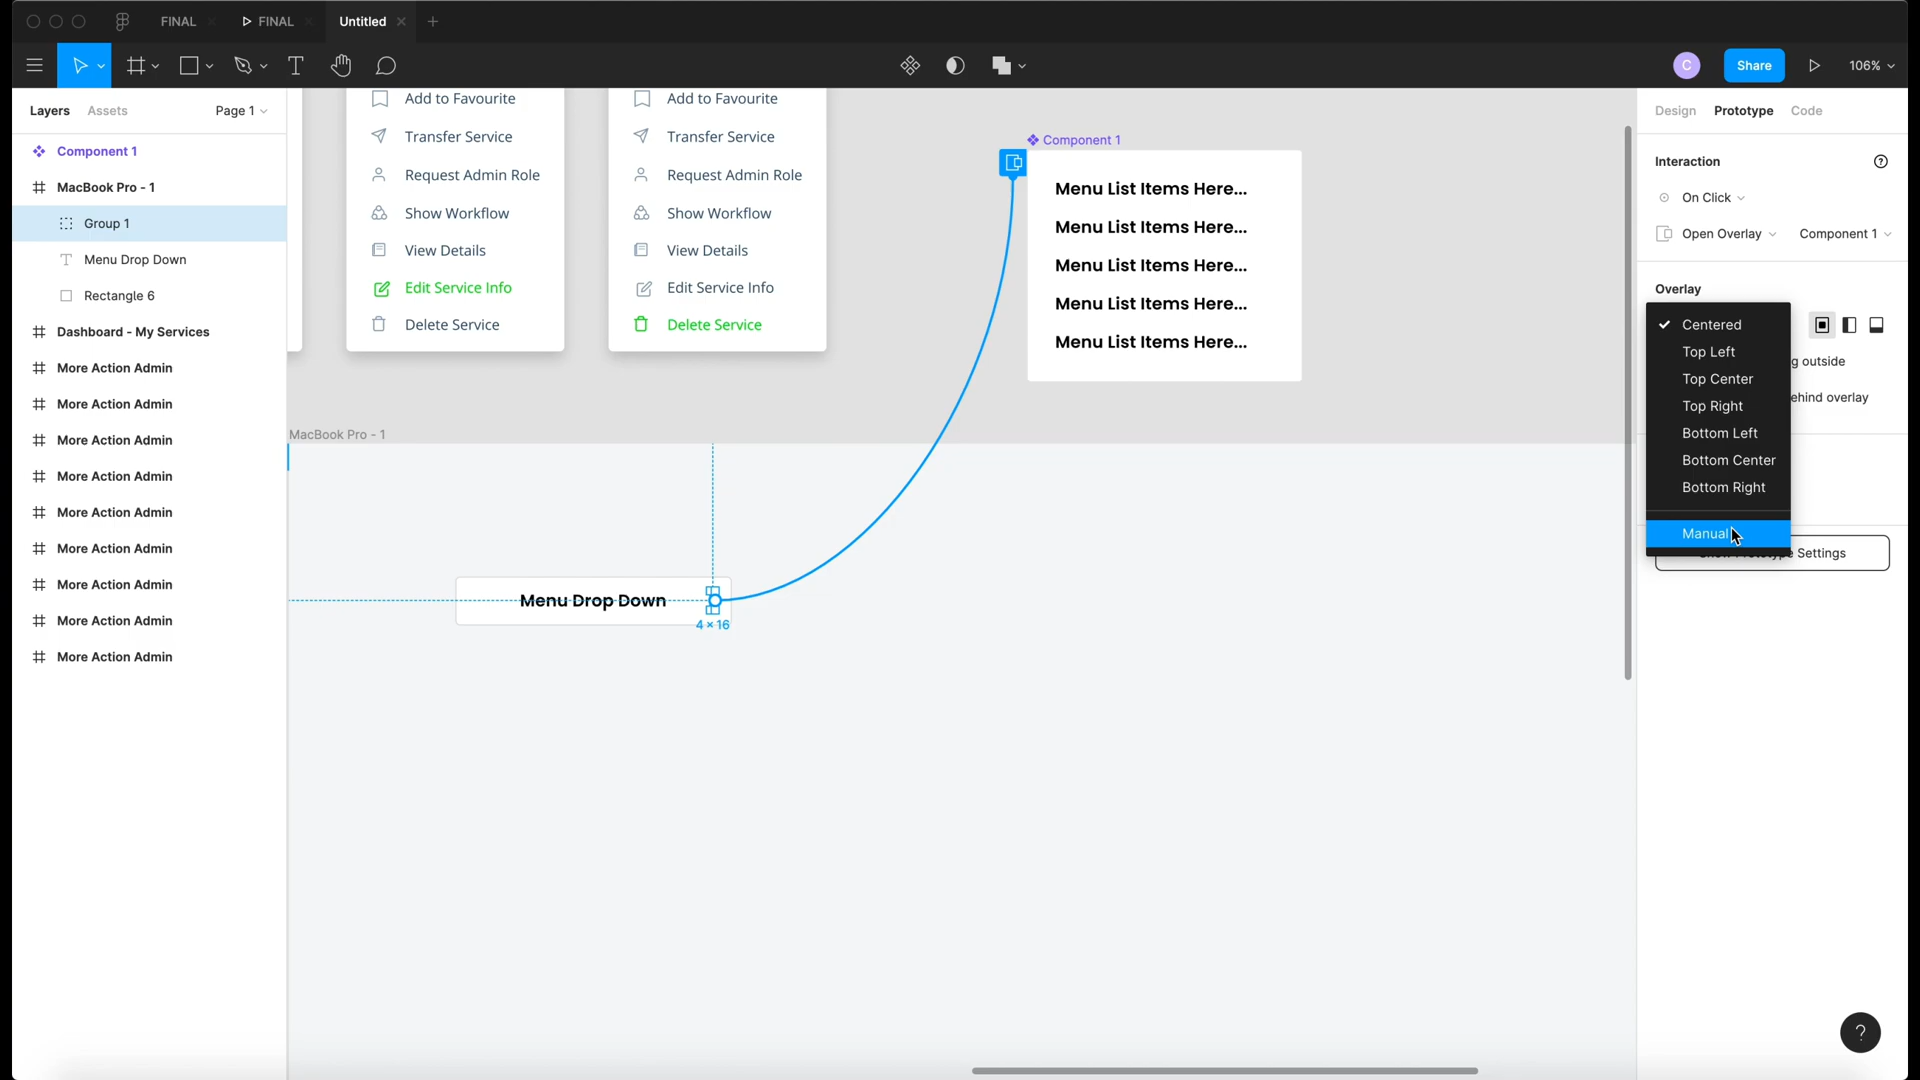 FINAL
FINAL
Untitled
C
Share
106%
Layers
Assets
Page 1
Component 1
MacBook Pro - 1
Group 1
Menu Drop Down
Rectangle 6
Dashboard - My Services
More Action Admin
More Action Admin
More Action Admin
More Action Admin
More Action Admin
More Action Admin
More Action Admin
More Action Admin
More Action Admin
Add to Favourite
Transfer Service
Request Admin Role
Show Workflow
View Details
Edit Service Info
Delete Service
Add to Favourite
Transfer Service
Request Admin Role
Show Workflow
View Details
Edit Service Info
Delete Service
Component 1
Menu List Items Here...
Menu List Items Here...
Menu List Items Here...
Menu List Items Here...
Menu List Items Here...
MacBook Pro - 1
Menu Drop Down
4 × 16
Design
Prototype
Code
Interaction
?
On Click
Open Overlay
Component 1
Overlay
Centered
Top Left
Top Center
Top Right
Bottom Left
Bottom Center
Bottom Right
Manual
g outside
ehind overlay
Settings
?